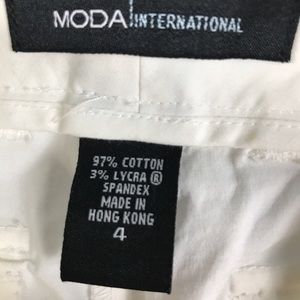 MODA INTERNATIONAL
97% COTTON
3% LYCRA ®
SPANDEX
MADE IN
HONG KONG
4